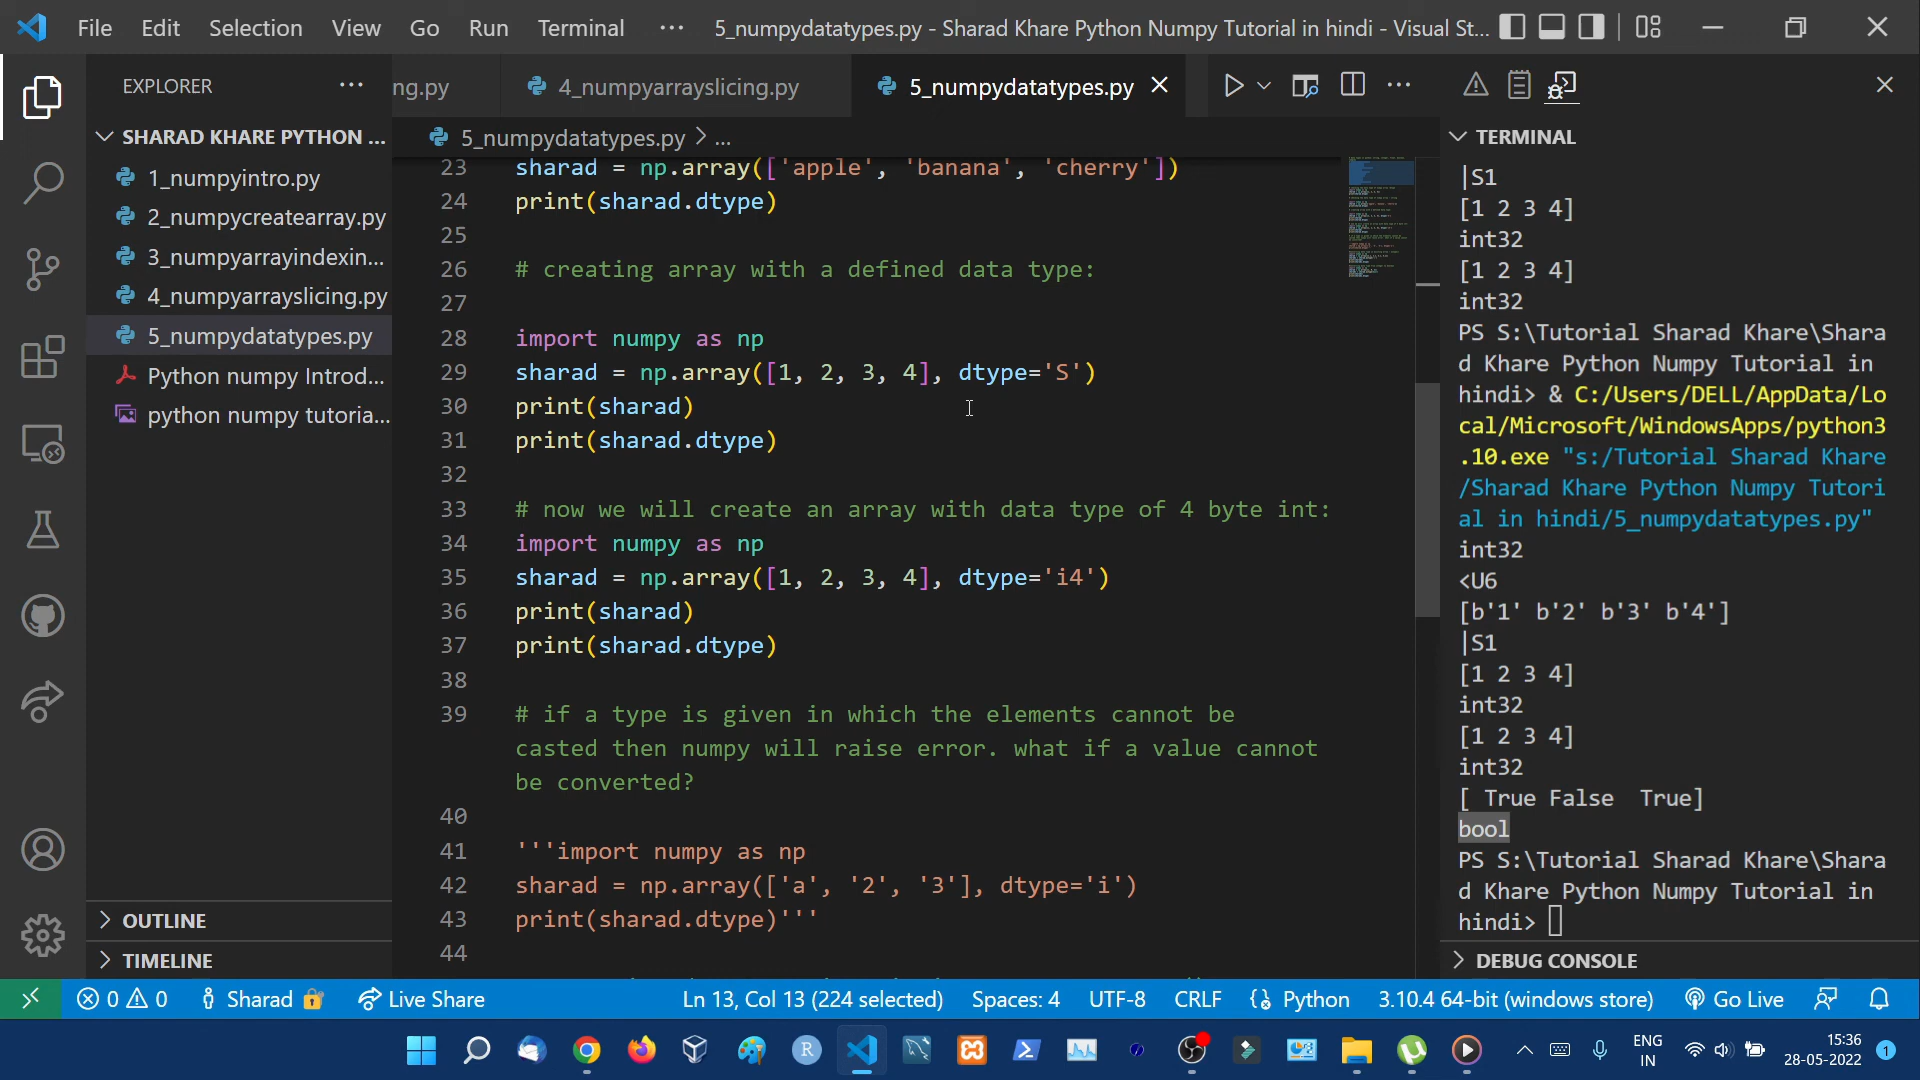 File Edit Selection View Go Run Terminal ··· 5_numpydatatypes.py - Sharad Khare Python Numpy Tutorial in hindi - Visual St...
EXPLORER ···
ng.py 4_numpyarrayslicing.py 5_numpydatatypes.py
SHARAD KHARE PYTHON ...
1_numpyintro.py
2_numpycreatearray.py
3_numpyarrayindexin...
4_numpyarrayslicing.py
5_numpydatatypes.py
Python numpy Introd...
python numpy tutoria...
OUTLINE
TIMELINE
5_numpydatatypes.py > ...
23 sharad = np.array(['apple', 'banana', 'cherry'])
24 print(sharad.dtype)
25
26 # creating array with a defined data type:
27
28 import numpy as np
29 sharad = np.array([1, 2, 3, 4], dtype='S')
30 print(sharad)
31 print(sharad.dtype)
32
33 # now we will create an array with data type of 4 byte int:
34 import numpy as np
35 sharad = np.array([1, 2, 3, 4], dtype='i4')
36 print(sharad)
37 print(sharad.dtype)
38
39 # if a type is given in which the elements cannot be
casted then numpy will raise error. what if a value cannot
be converted?
40
41 '''import numpy as np
42 sharad = np.array(['a', '2', '3'], dtype='i')
43 print(sharad.dtype)'''
44
TERMINAL
|S1
[1 2 3 4]
int32
[1 2 3 4]
int32
PS S:\Tutorial Sharad Khare\Shara
d Khare Python Numpy Tutorial in
hindi> & C:/Users/DELL/AppData/Lo
cal/Microsoft/WindowsApps/python3
.10.exe "s:/Tutorial Sharad Khare
/Sharad Khare Python Numpy Tutori
al in hindi/5_numpydatatypes.py"
int32
<U6
[b'1' b'2' b'3' b'4']
|S1
[1 2 3 4]
int32
[1 2 3 4]
int32
[ True False  True]
bool
PS S:\Tutorial Sharad Khare\Shara
d Khare Python Numpy Tutorial in
hindi>
DEBUG CONSOLE
0 0 Sharad Live Share Ln 13, Col 13 (224 selected) Spaces: 4 UTF-8 CRLF Python 3.10.4 64-bit (windows store) Go Live
R ENG
IN
15:36
28-05-2022
1